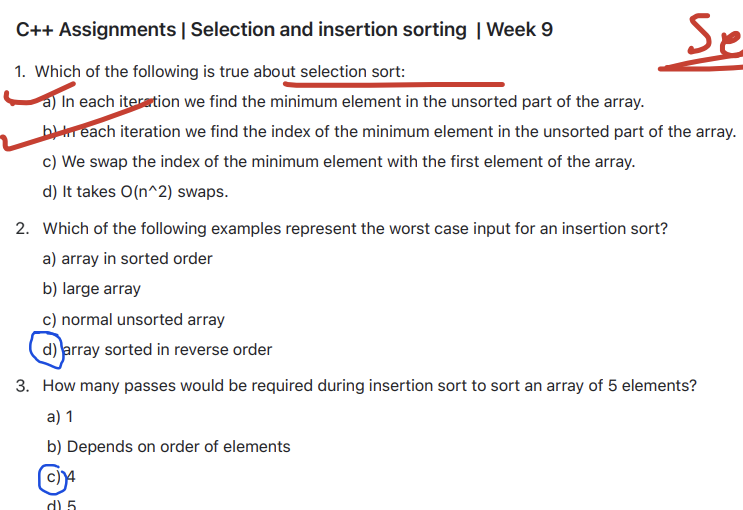 C++ Assignments | Selection and insertion sorting | Week 9
Se
1. Which of the following is true about selection sort:
a) In each iteration we find the minimum element in the unsorted part of the array.
b) In each iteration we find the index of the minimum element in the unsorted part of the array.
c) We swap the index of the minimum element with the first element of the array.
d) It takes O(n^2) swaps.
2. Which of the following examples represent the worst case input for an insertion sort?
a) array in sorted order
b) large array
c) normal unsorted array
d) array sorted in reverse order
3. How many passes would be required during insertion sort to sort an array of 5 elements?
a) 1
b) Depends on order of elements
c) 4
d) 5